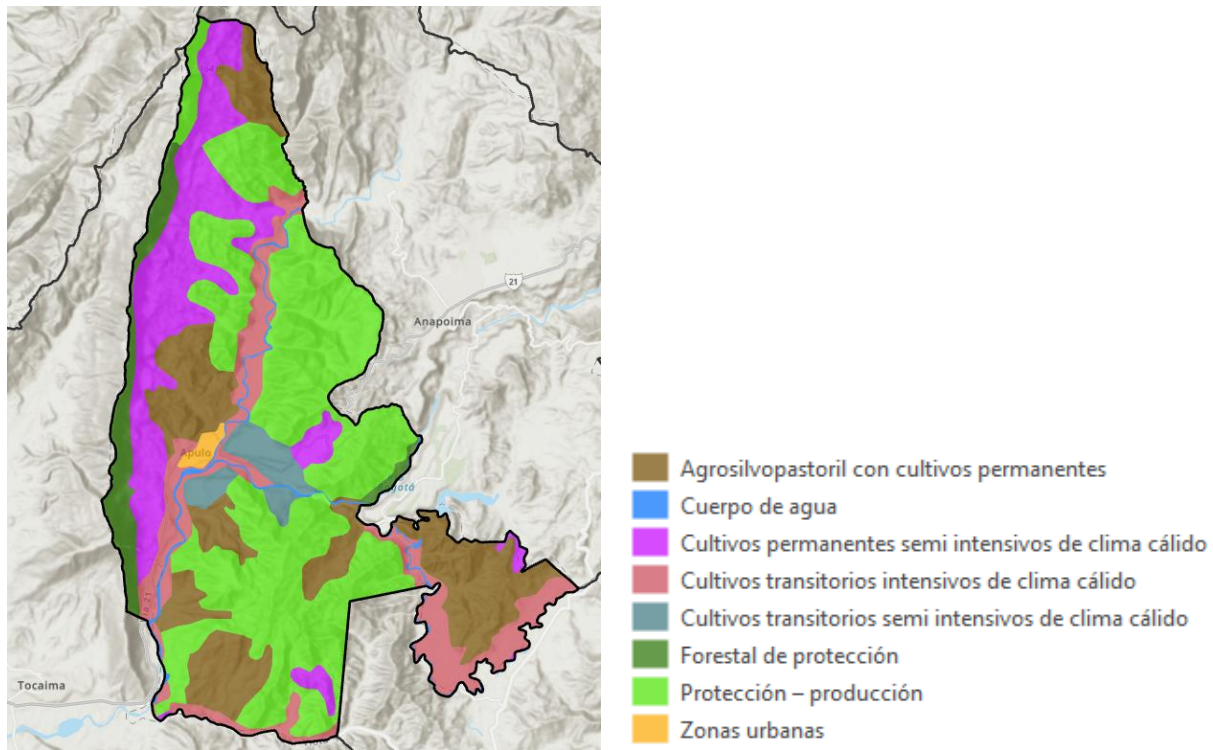 21
Anapoima
Apulo
Tocaima
Agrosilvopastoril con cultivos permanentes
Cuerpo de agua
Cultivos permanentes semi intensivos de clima cálido
Cultivos transitorios intensivos de clima cálido
Cultivos transitorios semi intensivos de clima cálido
Forestal de protección
Protección – producción
Zonas urbanas